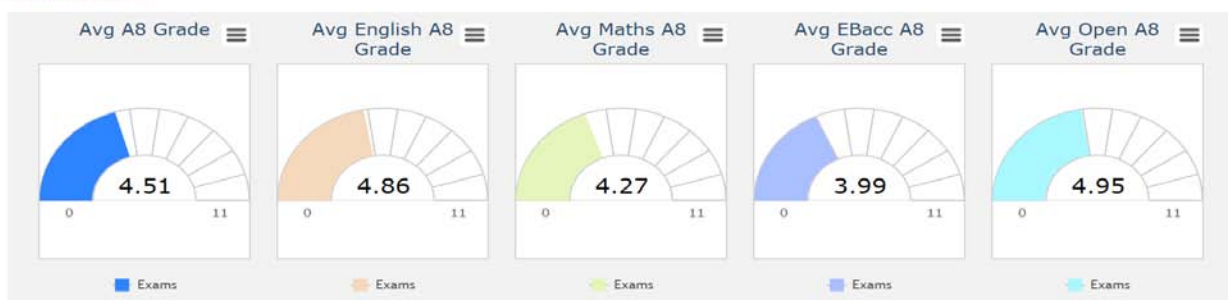 Avg A8 Grade
4.51
0 11
Exams
Avg English A8
Grade
4.86
0 11
Exams
Avg Maths A8
Grade
4.27
0 11
Exams
Avg EBacc A8
Grade
3.99
0 11
Exams
Avg Open A8
Grade
4.95
0 11
Exams